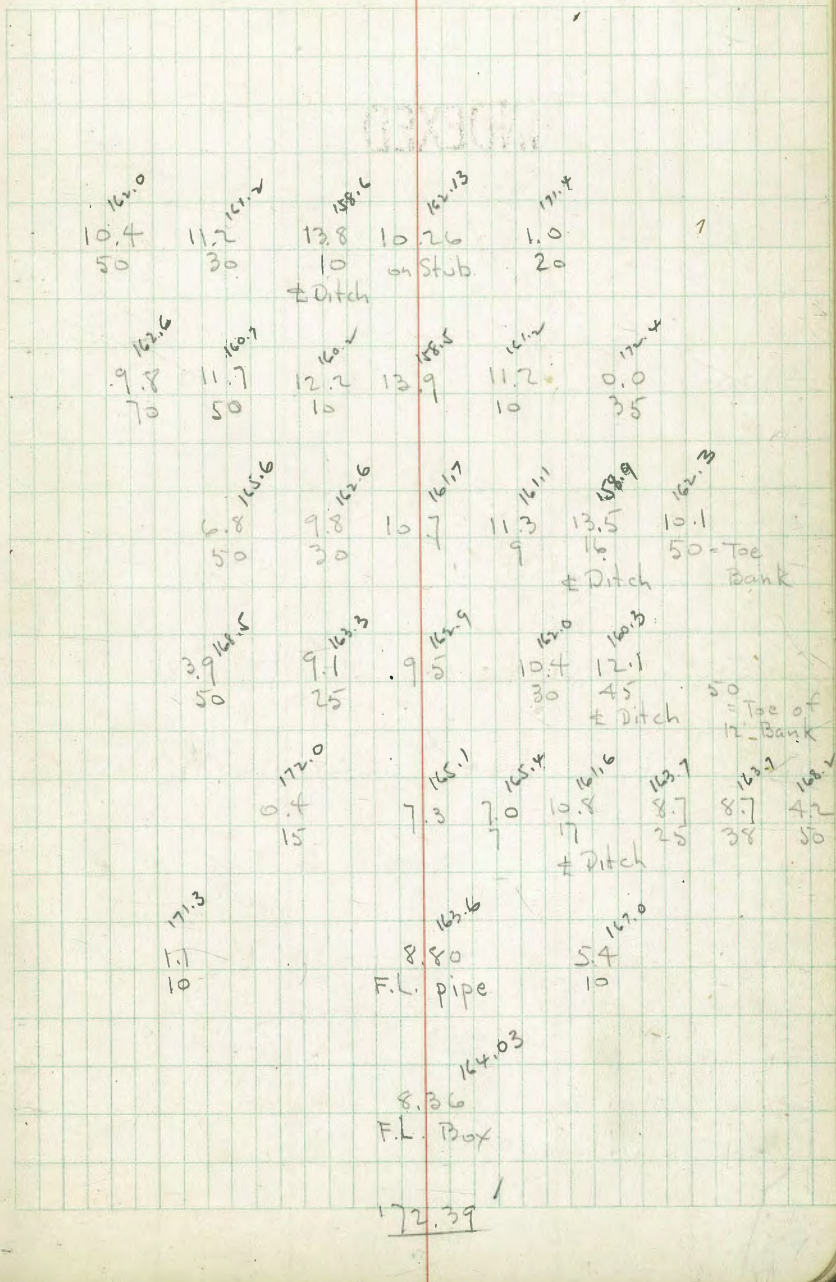 162.0 161.2 158.6 162.13 171.4
10.4 11.2 13.8 10.26 1.0 1
50 30 10 on Stub 20
℄ Ditch
162.6 160.7 160.2 158.5 161.2 172.4
9.8 11.7 12.2 13.9 11.2 0.0
70 50 10 10 35
165.6 162.6 161.7 161.1 158.9 162.3
6.8 9.8 10.7 11.3 13.5 10.1
50 30 9 16 50 = Toe
℄ Ditch Bank
168.5 163.3 162.9 162.0 160.3
3.9 9.1 9.5 10.4 12.1
50 25 30 45 50
℄ Ditch = Toe of
12_Bank
172.0 165.1 165.4 161.6 163.7 163.7 168.2
0.4 7.3 7.0 10.8 8.7 8.7 4.2
15 7 17 25 38 50
℄ Ditch
171.3 163.6 167.0
1.1 8.80 5.4
10 F.L. pipe 10
164.03
8.36
F.L. Box
172.39